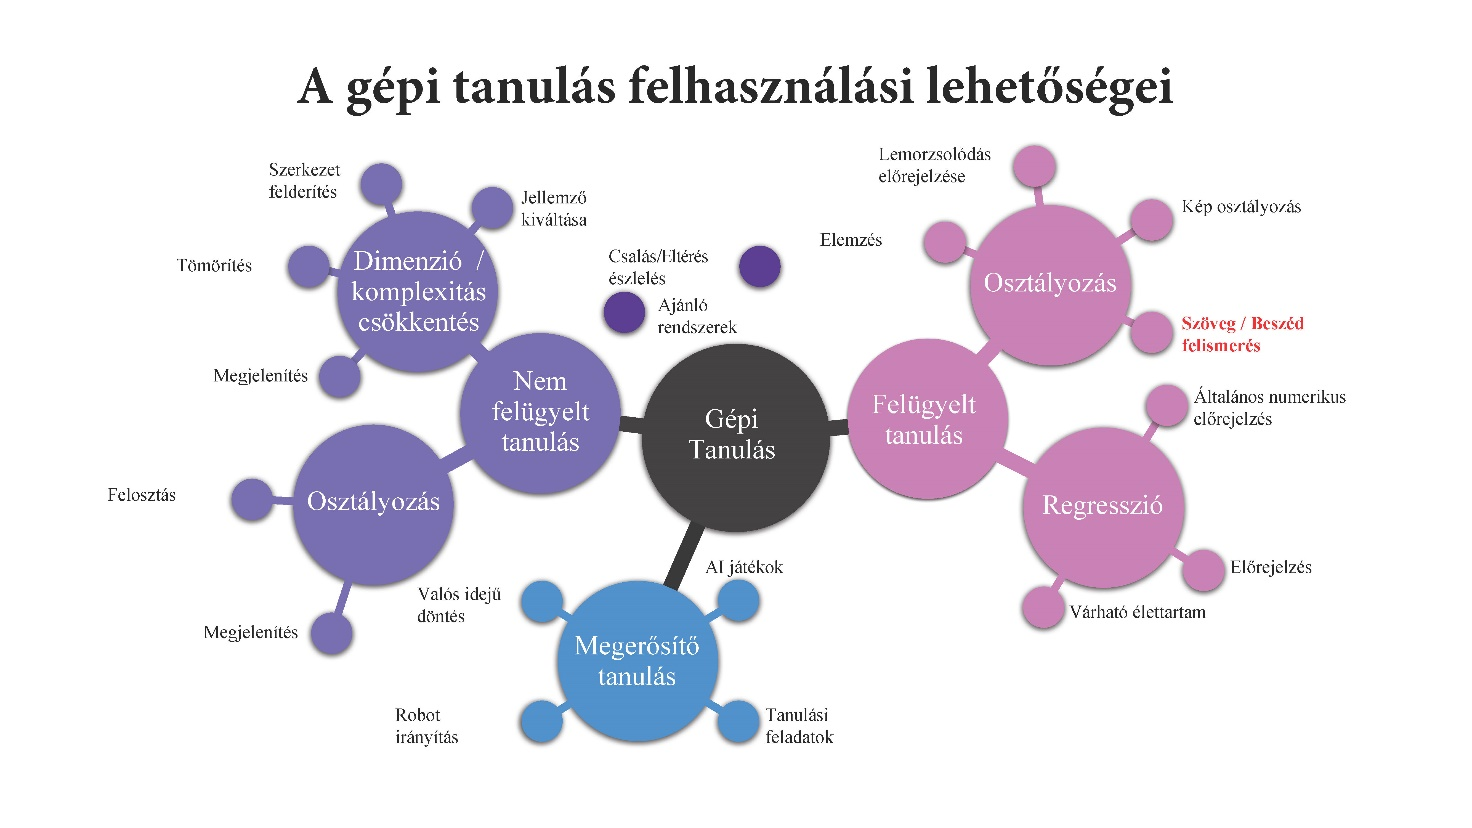 A gépi tanulás felhasználási lehetőségei
Szerkezet
felderítés
Jellemző
kiváltása
Tömörítés
Dimenzió /
komplexitás
csökkentés
Megjelenítés
Csalás/Eltérés
észlelés
Ajánló
rendszerek
Nem
felügyelt
tanulás
Osztályozás
Felosztás
Megjelenítés
Gépi
Tanulás
Lemorzsolódás
előrejelzése
Kép osztályozás
Elemzés
Osztályozás
Szöveg / Beszéd
felismerés
Felügyelt
tanulás
Általános numerikus
előrejelzés
Regresszió
Előrejelzés
Várható élettartam
Valós idejű
döntés
AI játékok
Megerősítő
tanulás
Robot
irányítás
Tanulási
feladatok